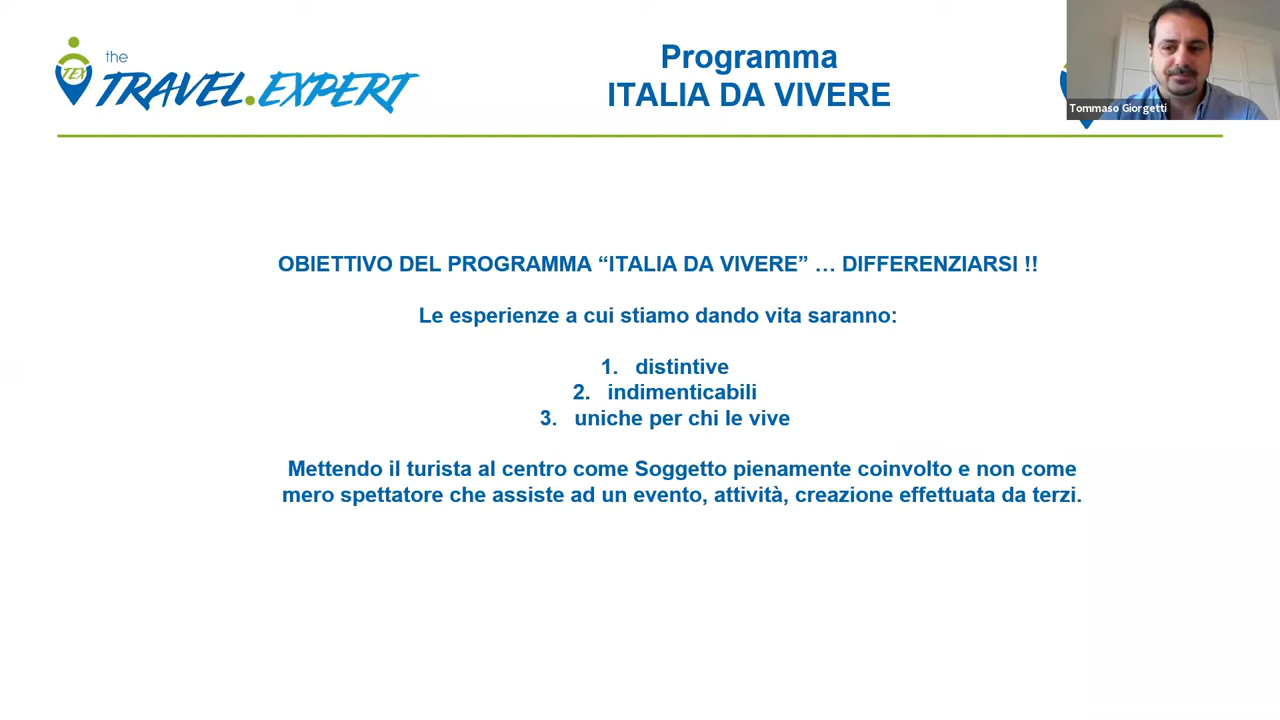 the
TEX
TRAVEL.EXPERT
Programma
ITALIA DA VIVERE
Tommaso Giorgetti
OBIETTIVO DEL PROGRAMMA “ITALIA DA VIVERE” … DIFFERENZIARSI !!
Le esperienze a cui stiamo dando vita saranno:
1. distintive
2. indimenticabili
3. uniche per chi le vive
Mettendo il turista al centro come Soggetto pienamente coinvolto e non come
mero spettatore che assiste ad un evento, attività, creazione effettuata da terzi.